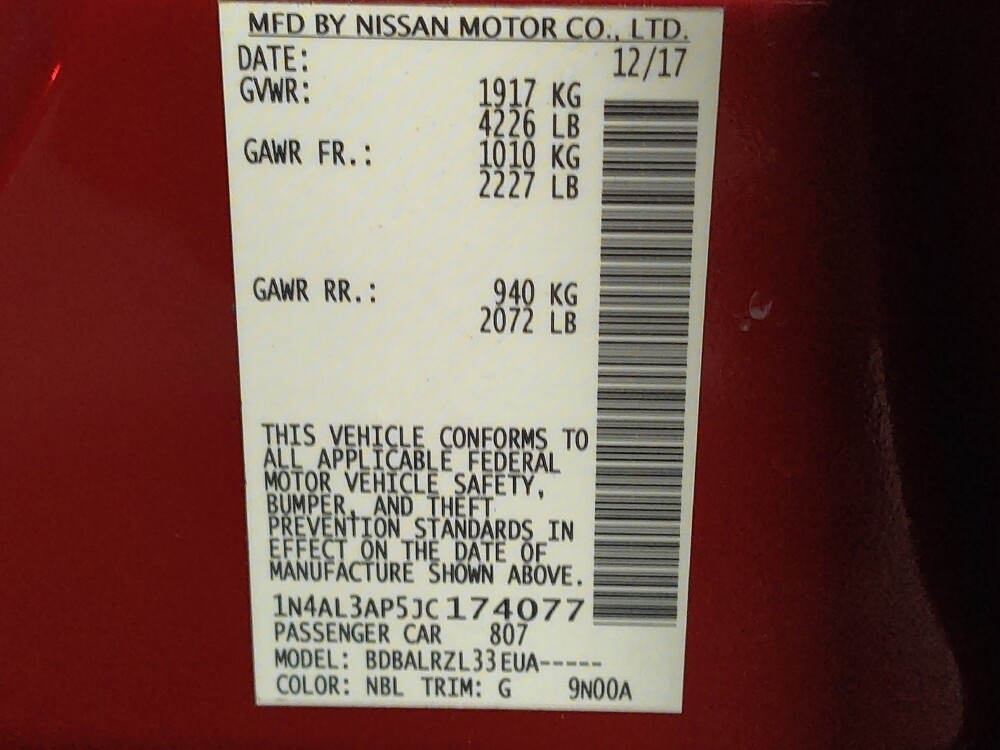 MFD BY NISSAN MOTOR CO., LTD.
DATE: 12/17
GVWR: 1917 KG
4226 LB
GAWR FR.: 1010 KG
2227 LB
GAWR RR.: 940 KG
2072 LB
THIS VEHICLE CONFORMS TO
ALL APPLICABLE FEDERAL
MOTOR VEHICLE SAFETY,
BUMPER, AND THEFT
PREVENTION STANDARDS IN
EFFECT ON THE DATE OF
MANUFACTURE SHOWN ABOVE.
1N4AL3AP5JC174077
PASSENGER CAR 807
MODEL: BDBALRZL33EUA-----
COLOR: NBL TRIM: G 9N00A